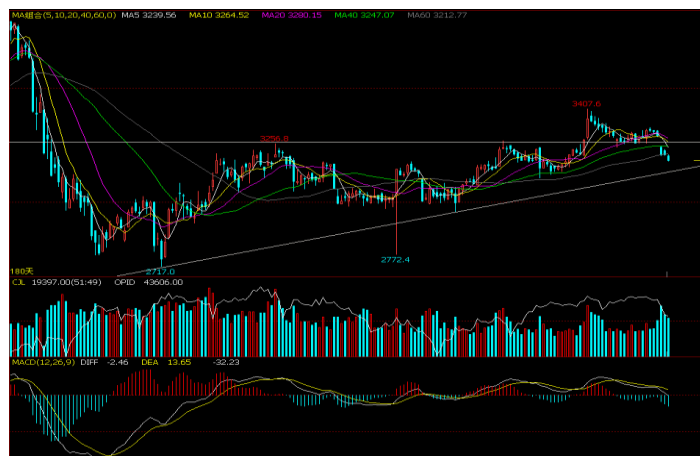 MA组合(5,10,20,40,60,0) MA5 3239.56 MA10 3264.52 MA20 3280.15 MA40 3247.07 MA60 3212.77
3407.6
3256.8
2772.4
2717.0
180天
CJL 19397.00(51:49) OPID 43606.00
MACD(12,26,9) DIFF -2.46 DEA 13.65 -32.23